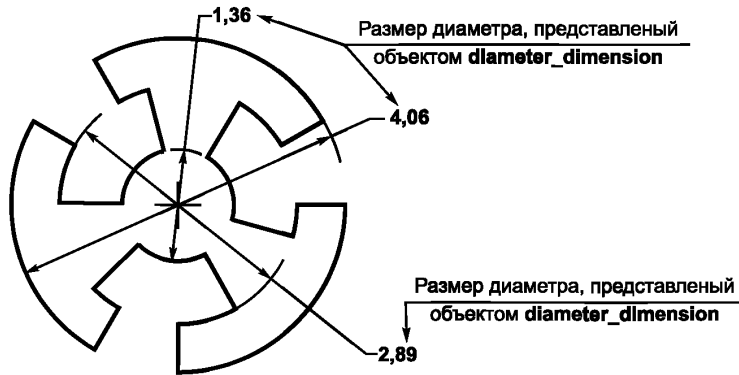 1,36
Размер диаметра, представленый
объектом diameter_dimension
4,06
Размер диаметра, представленый
объектом diameter_dimension
2,89